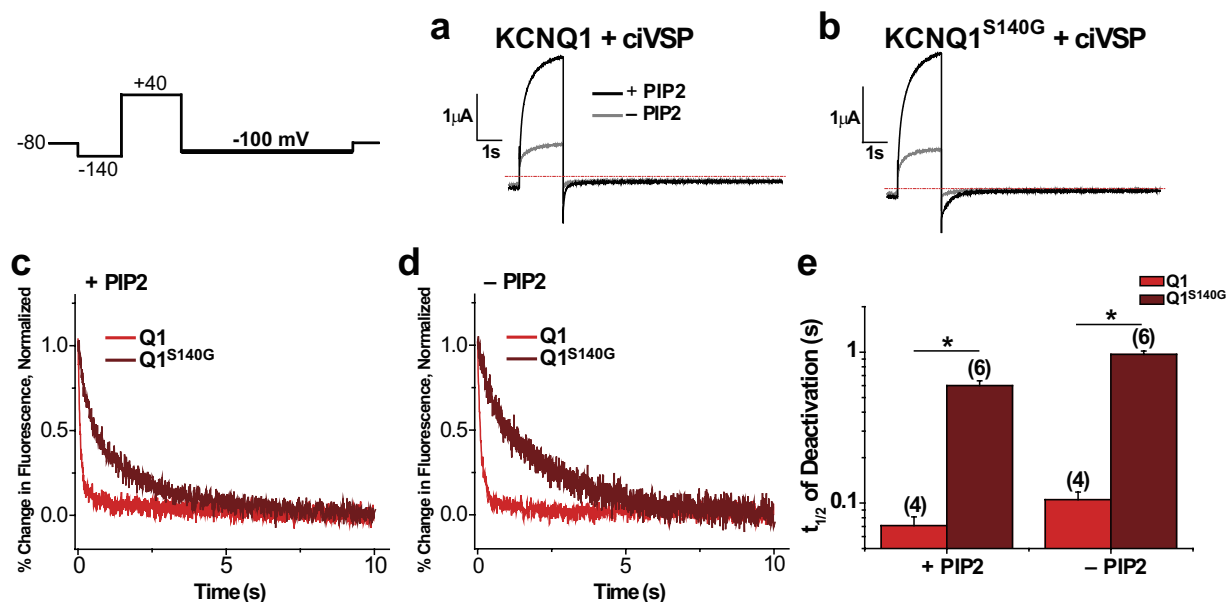 +40
-80
-140
-100 mV
a
KCNQ1 + ciVSP
1µA
1s
+ PIP2
– PIP2
b
KCNQ1S140G + ciVSP
1µA
1s
c
+ PIP2
Q1
Q1S140G
% Change in Fluorescence, Normalized
1.0
0.5
0.0
0
5
10
Time (s)
d
– PIP2
Q1
Q1S140G
% Change in Fluorescence, Normalized
1.0
0.5
0.0
0
5
10
Time (s)
e
Q1
Q1S140G
t1/2 of Deactivation (s)
1
0.1
*
*
(4)
(6)
(4)
(6)
+ PIP2
– PIP2